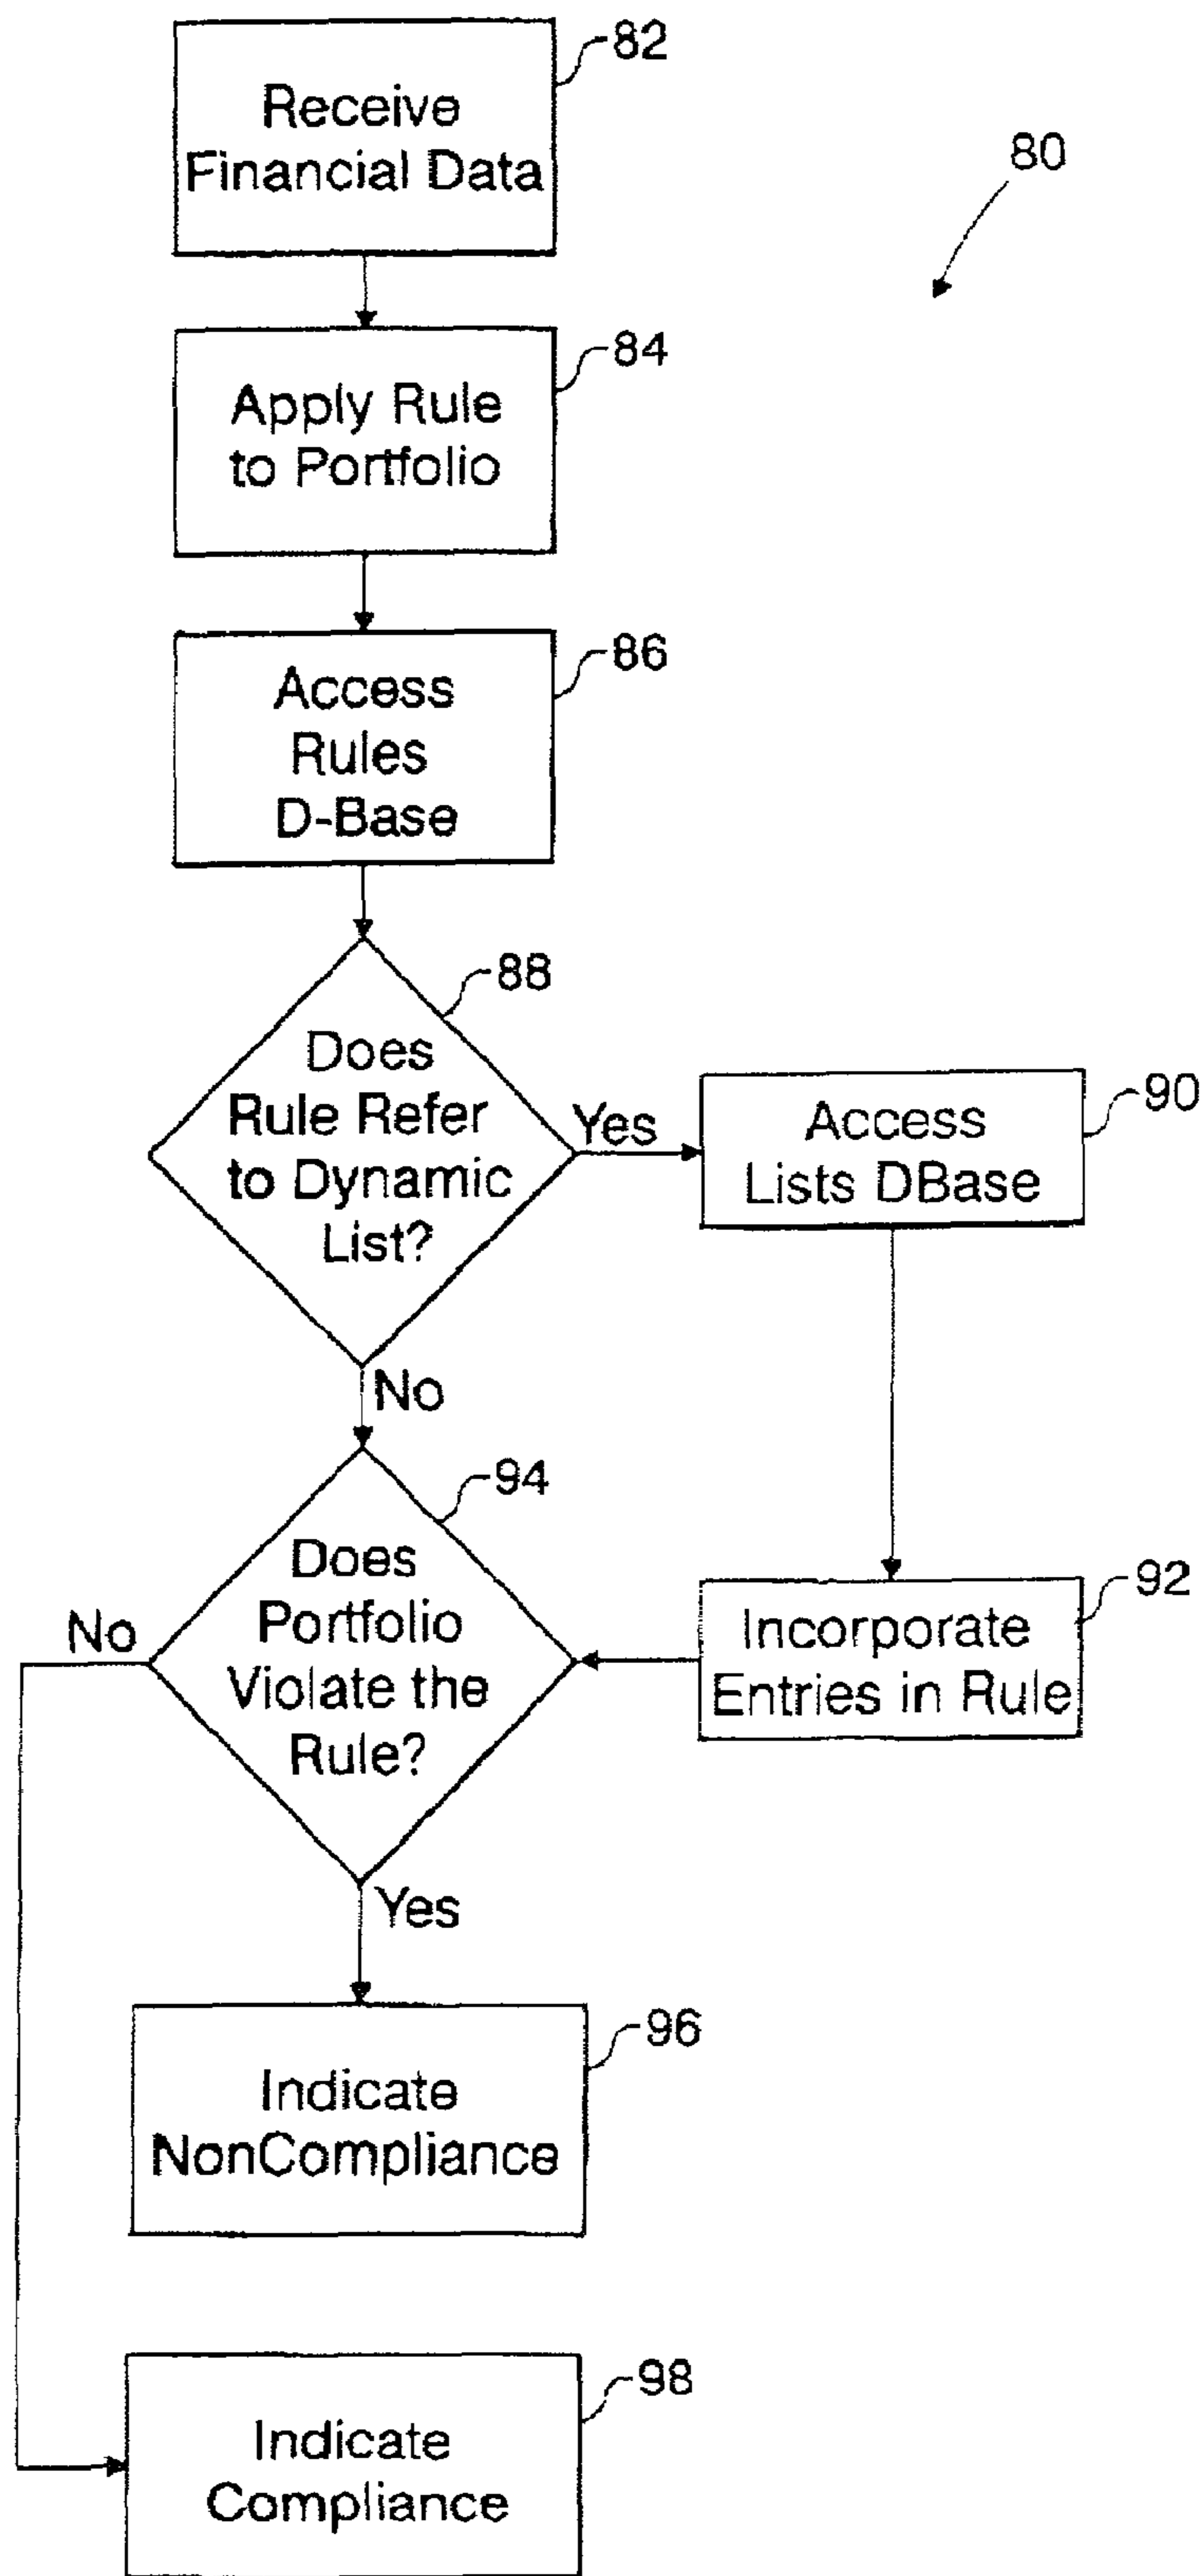 82
Receive
Financial Data
80
84
Apply Rule
to Portfolio
86
Access
Rules
D-Base
88
Does
Rule Refer
to Dynamic
List?
Yes
90
Access
Lists DBase
No
94
Does
Portfolio
Violate the
Rule?
No
92
Incorporate
Entries in Rule
Yes
96
Indicate
NonCompliance
98
Indicate
Compliance